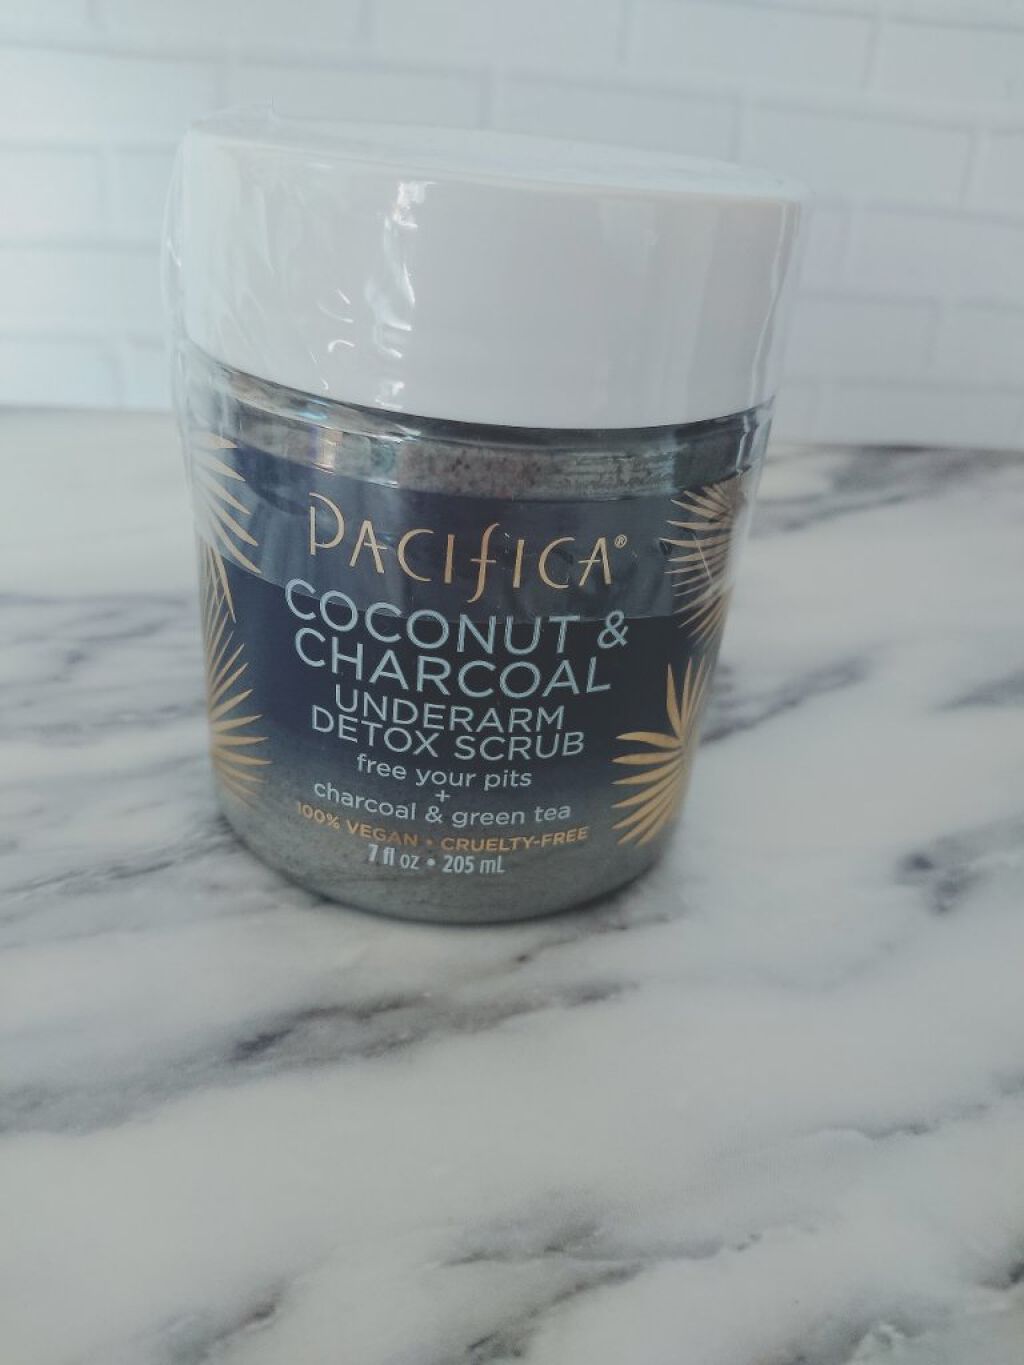 PACIFICA®
COCONUT &
CHARCOAL
UNDERARM
DETOX SCRUB
free your pits
+
charcoal & green tea
100% VEGAN • CRUELTY-FREE
7 fl oz • 205 mL